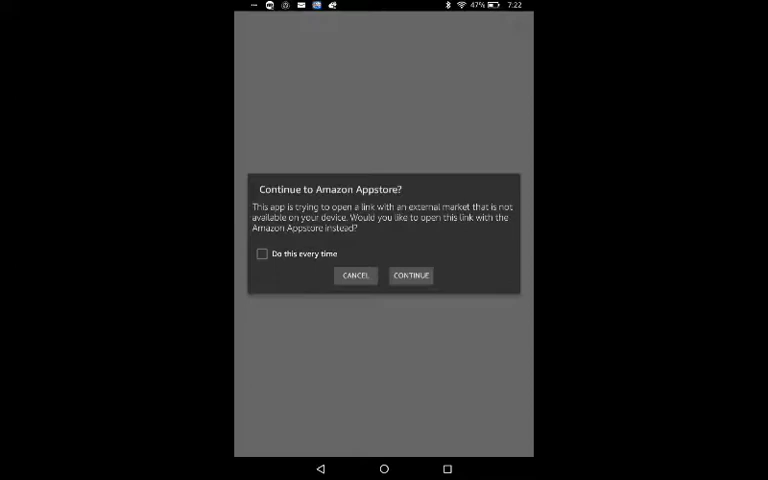 47% 7:22
Continue to Amazon Appstore?
This app is trying to open a link with an external market that is not
available on your device. Would you like to open this link with the
Amazon Appstore instead?
Do this every time
CANCEL CONTINUE